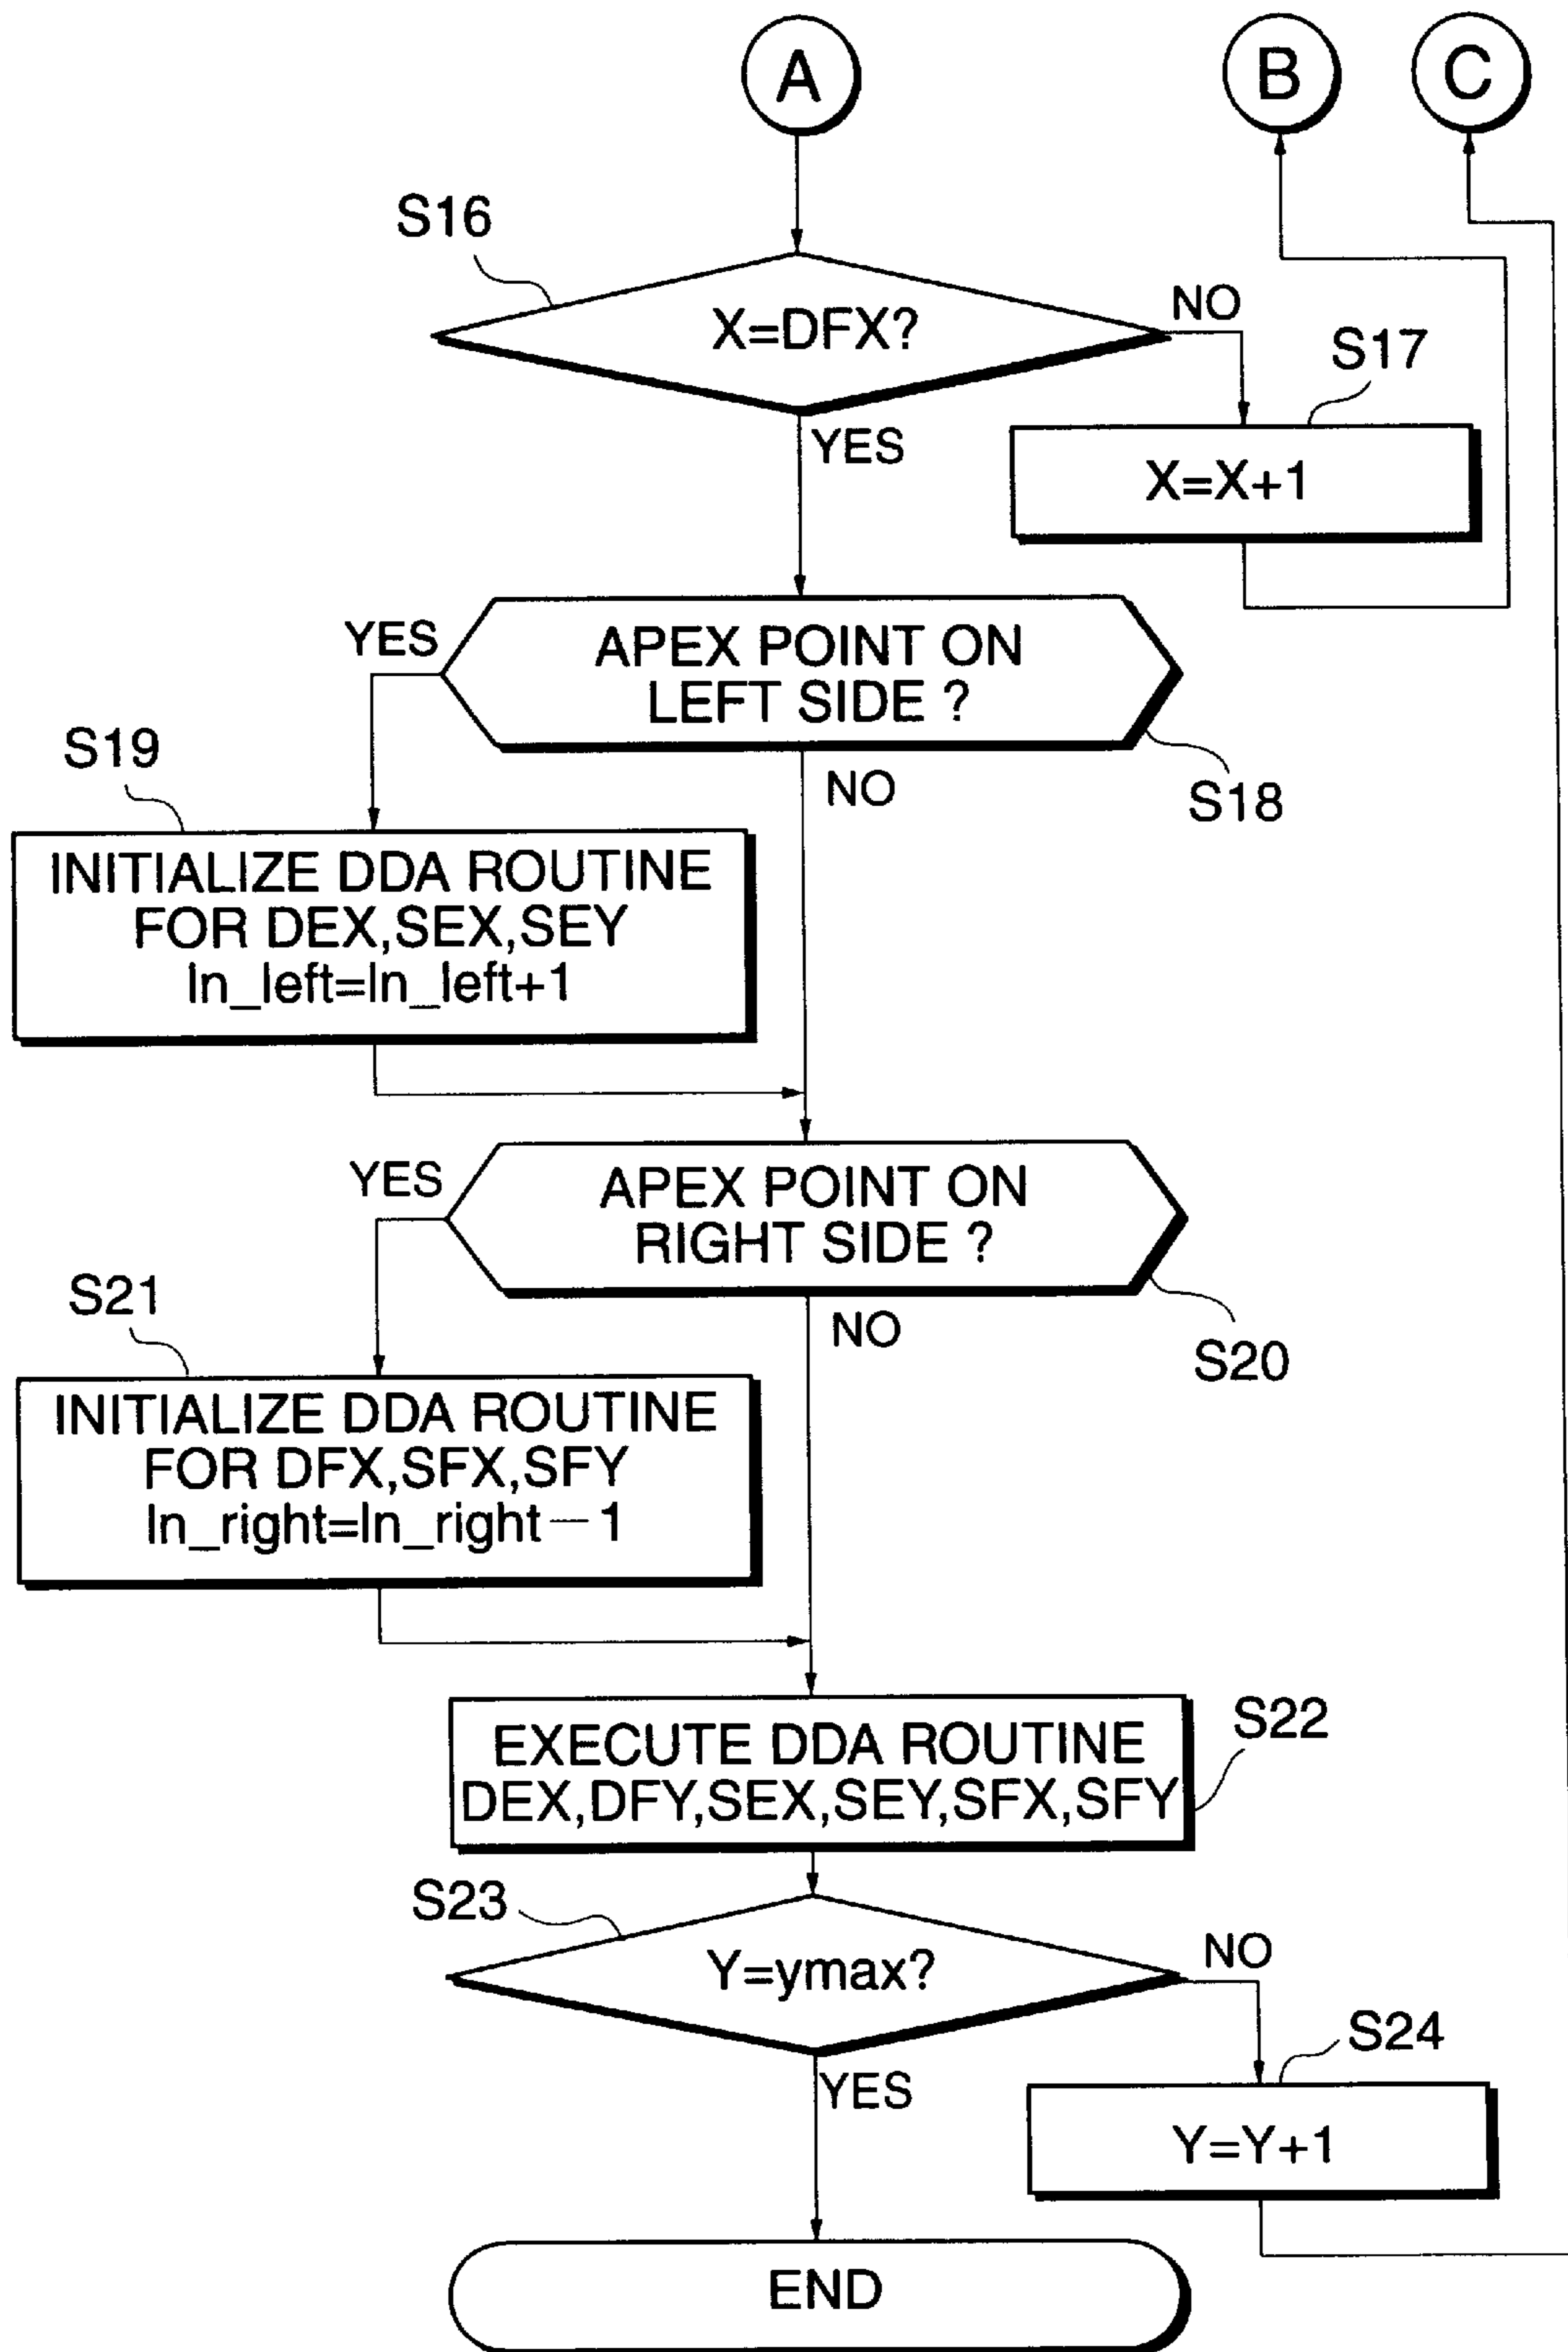 A
B
C
S16
X=DFX?
NO
S17
YES
X=X+1
YES
APEX POINT ON
LEFT SIDE ?
S19
NO
S18
INITIALIZE DDA ROUTINE
FOR DEX,SEX,SEY
ln_left=ln_left+1
YES
APEX POINT ON
RIGHT SIDE ?
S21
NO
S20
INITIALIZE DDA ROUTINE
FOR DFX,SFX,SFY
ln_right=ln_right—1
EXECUTE DDA ROUTINE
DEX,DFY,SEX,SEY,SFX,SFY
S22
S23
Y=ymax?
NO
S24
YES
Y=Y+1
END